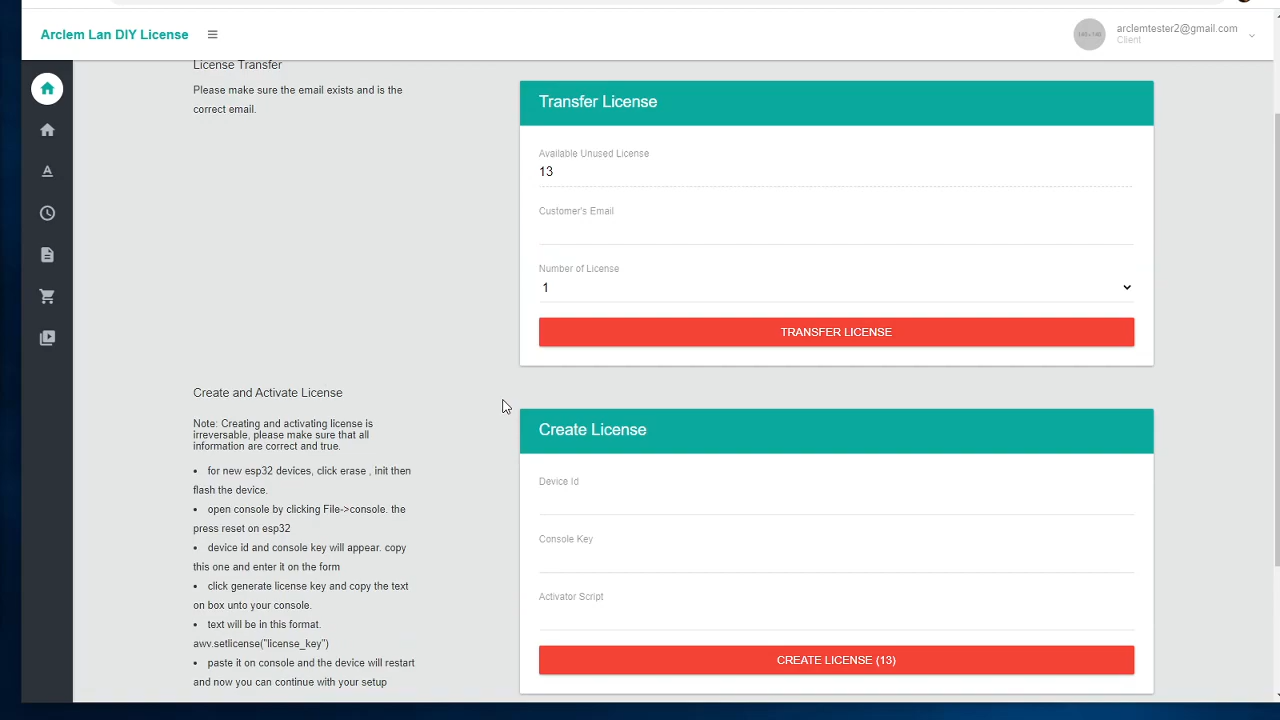 Arclem Lan DIY License
arclemtester2@gmail.com
Client
License Transfer
Please make sure the email exists and is the
correct email.
Transfer License
Available Unused License
13
Customer's Email
Number of License
1
TRANSFER LICENSE
Create and Activate License
Note: Creating and activating license is
irreversable, please make sure that all
information are correct and true.
• for new esp32 devices, click erase , init then
flash the device.
• open console by clicking File->console. the
press reset on esp32
• device id and console key will appear. copy
this one and enter it on the form
• click generate license key and copy the text
on box unto your console.
• text will be in this format.
awv.setlicense("license_key")
• paste it on console and the device will restart
and now you can continue with your setup
Create License
Device Id
Console Key
Activator Script
CREATE LICENSE (13)